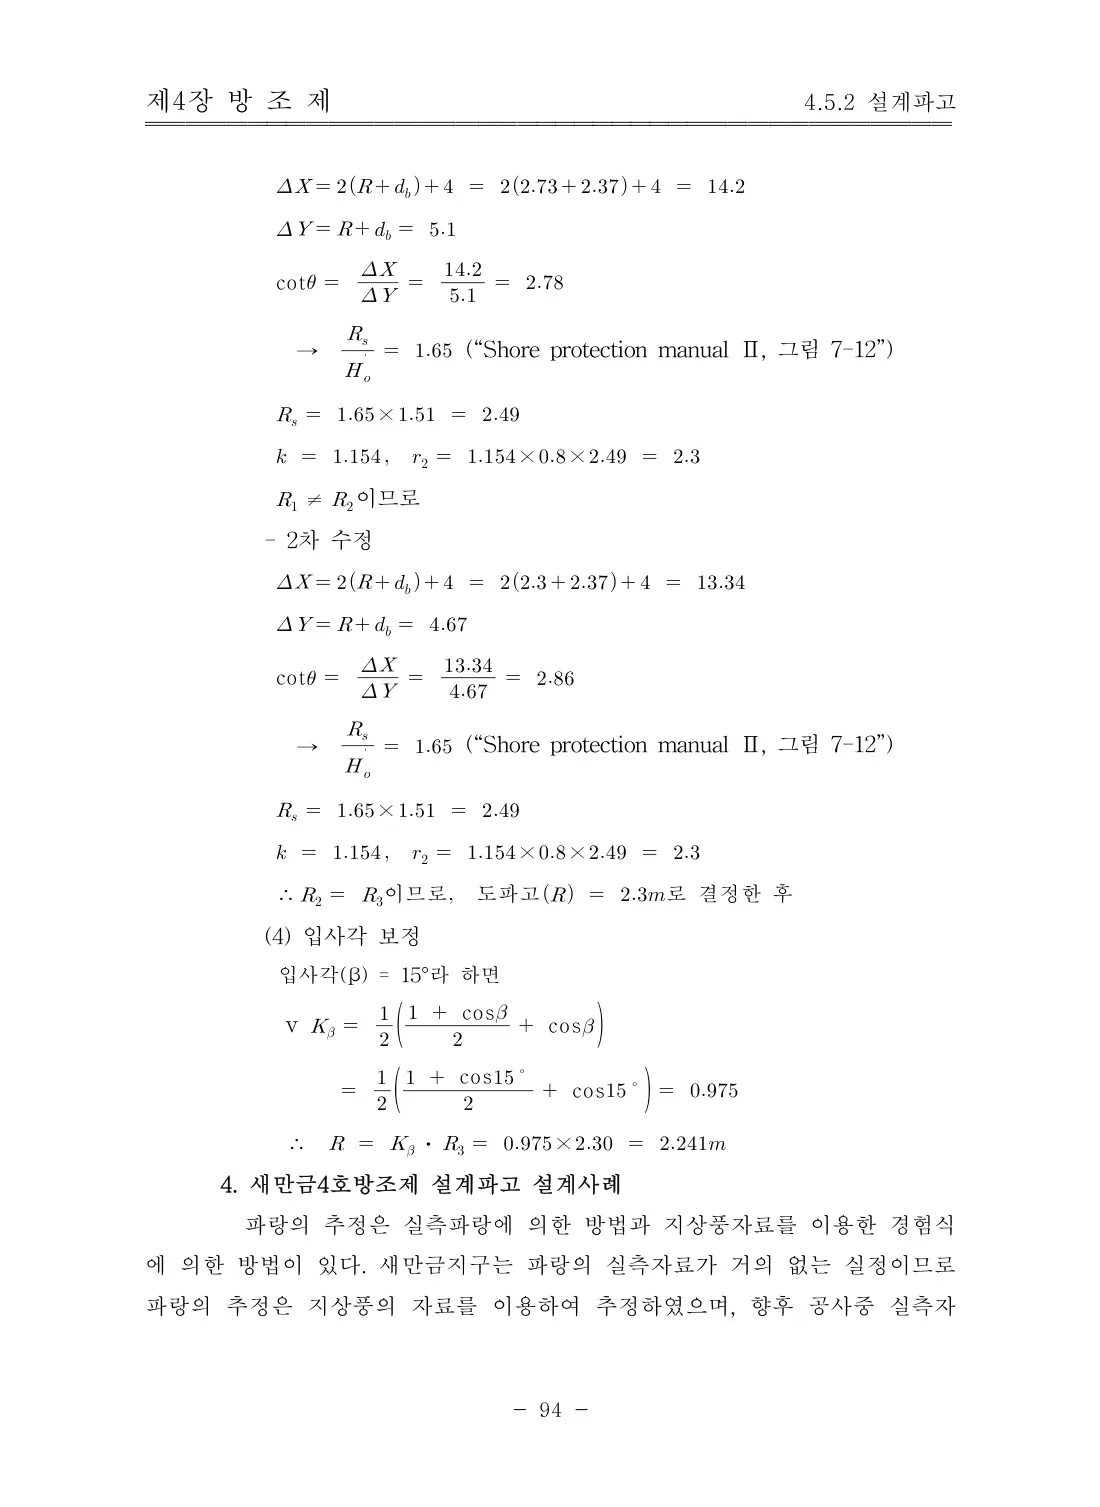 제4장 방 조 제 4.5.2 설계파고
ΔX = 2(R+d_b)+4 = 2(2.73+2.37)+4 = 14.2
ΔY = R+d_b = 5.1
cotθ = ΔX/ΔY = 14.2/5.1 = 2.78
→ R_s/H_o' = 1.65 (“Shore protection manual Ⅱ, 그림 7-12”)
R_s = 1.65×1.51 = 2.49
k = 1.154, r_2 = 1.154×0.8×2.49 = 2.3
R_1 ≠ R_2이므로
- 2차 수정
ΔX = 2(R+d_b)+4 = 2(2.3+2.37)+4 = 13.34
ΔY = R+d_b = 4.67
cotθ = ΔX/ΔY = 13.34/4.67 = 2.86
→ R_s/H_o' = 1.65 (“Shore protection manual Ⅱ, 그림 7-12”)
R_s = 1.65×1.51 = 2.49
k = 1.154, r_2 = 1.154×0.8×2.49 = 2.3
∴ R_2 = R_3이므로, 도파고(R) = 2.3m로 결정한 후
(4) 입사각 보정
입사각(β) = 15°라 하면
v K_β = 1/2((1 + cosβ)/2 + cosβ)
= 1/2((1 + cos15°)/2 + cos15°) = 0.975
∴ R = K_β · R_3 = 0.975×2.30 = 2.241m
4. 새만금4호방조제 설계파고 설계사례
파랑의 추정은 실측파랑에 의한 방법과 지상풍자료를 이용한 경험식
에 의한 방법이 있다. 새만금지구는 파랑의 실측자료가 거의 없는 실정이므로
파랑의 추정은 지상풍의 자료를 이용하여 추정하였으며, 향후 공사중 실측자
- 94 -